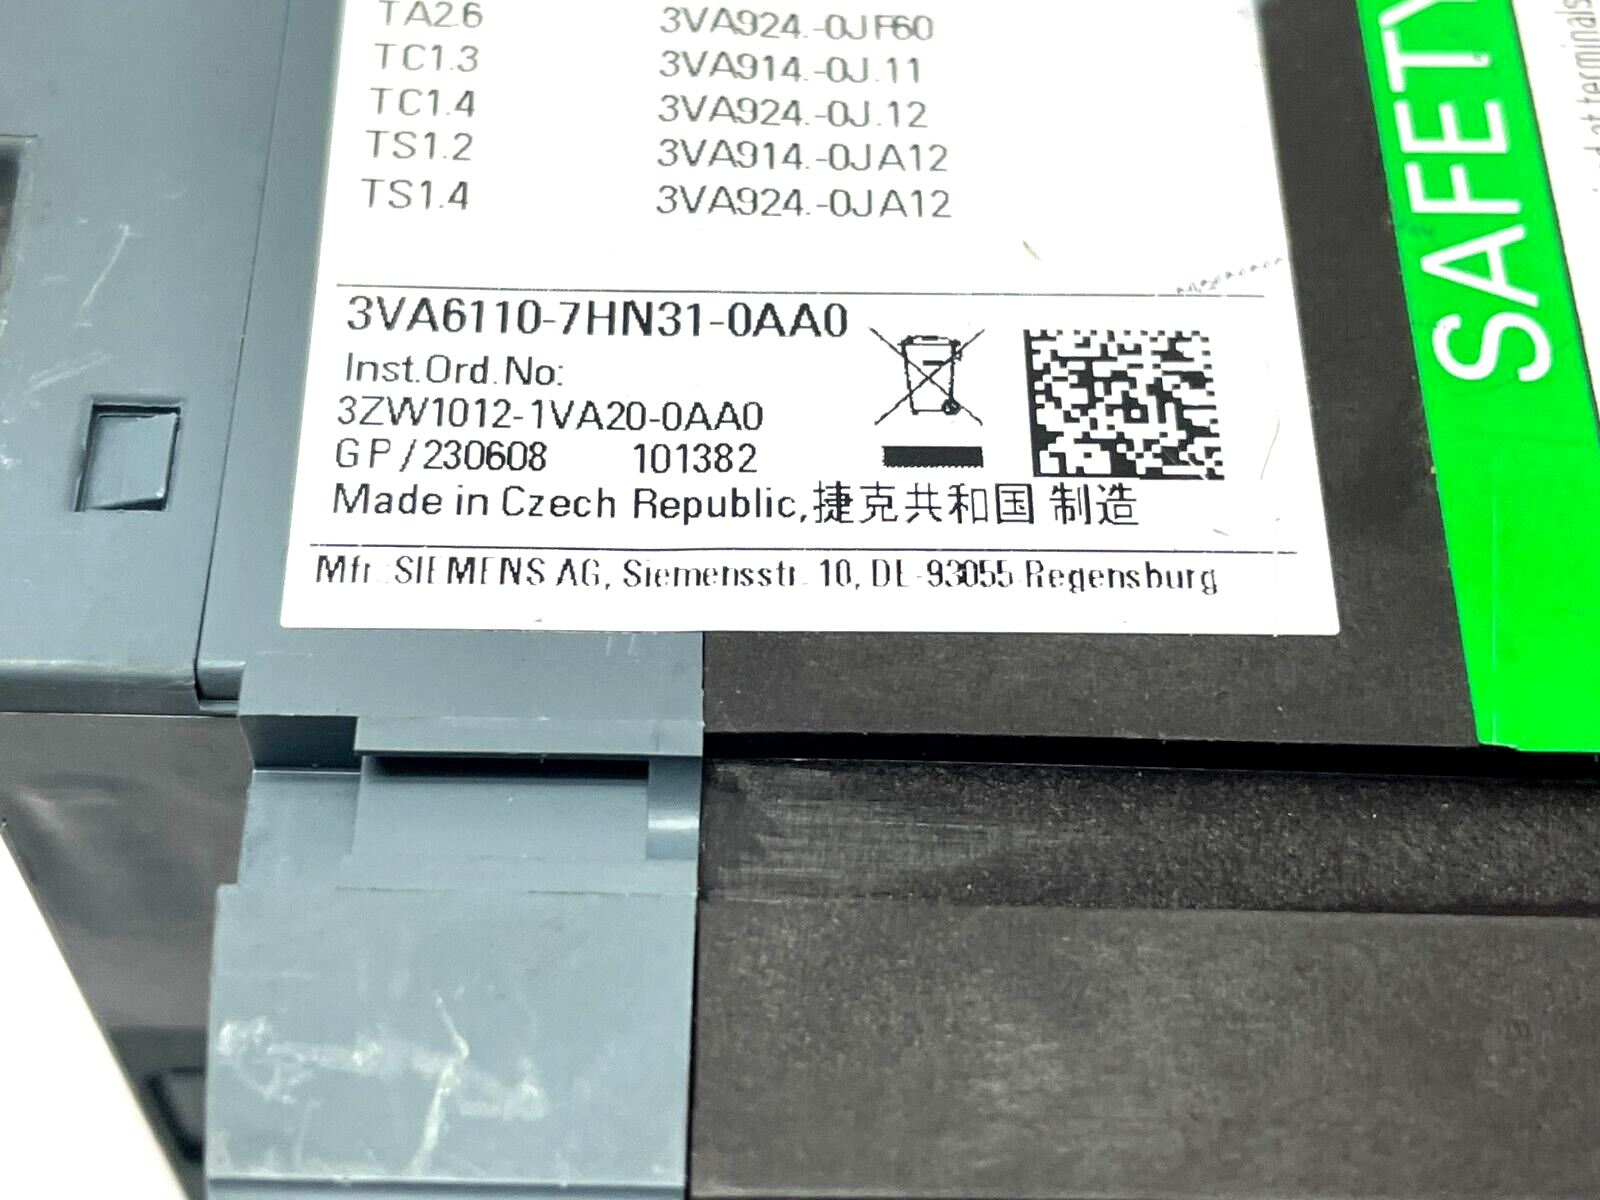 TA2.6 3VA924.-0JF60
TC1.3 3VA914.-0J.11
TC1.4 3VA924.-0J.12
TS1.2 3VA914.-0JA12
TS1.4 3VA924.-0JA12
3VA6110-7HN31-0AA0
Inst.Ord.No:
3ZW1012-1VA20-0AA0
GP/230608 101382
Made in Czech Republic,捷克共和国 制造
Mfr. SIEMENS AG, Siemensstr. 10, DE-93055 Regensburg
SAFETY
at terminals